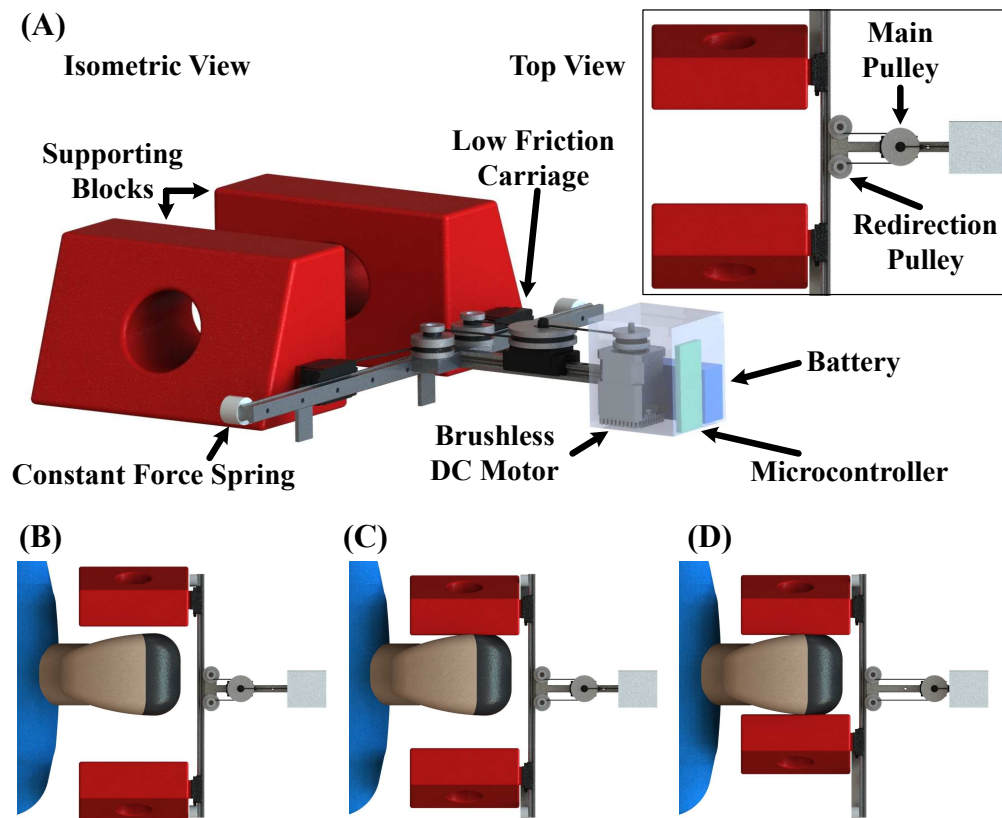 (A)
Isometric View
Top View
Main
Pulley
Supporting
Blocks
Low Friction
Carriage
Redirection
Pulley
Battery
Constant Force Spring
Brushless
DC Motor
Microcontroller
(B)
(C)
(D)